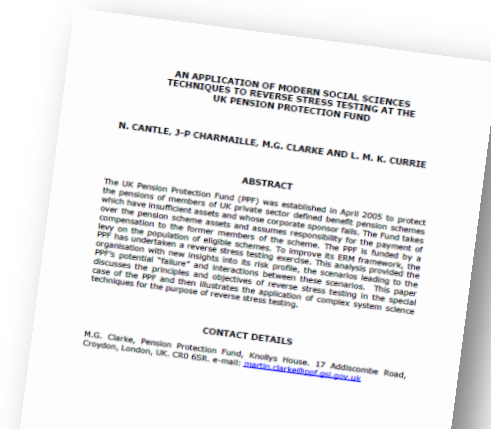 AN APPLICATION OF MODERN SOCIAL SCIENCES
TECHNIQUES TO REVERSE STRESS TESTING AT THE
UK PENSION PROTECTION FUND
N. CANTLE, J-P CHARMAILLE, M.G. CLARKE AND L. M. K. CURRIE
ABSTRACT
The UK Pension Protection Fund (PPF) was established in April 2005 to protect
the pensions of members of UK private sector defined benefit pension schemes
which have insufficient assets and whose corporate sponsor fails. The Fund takes
over the pension scheme assets and assumes responsibility for the payment of
compensation to the former members of the scheme. The PPF is funded by a
levy on the population of eligible schemes. To improve its ERM framework, the
PPF has undertaken a reverse stress testing exercise. This analysis provided the
organisation with new insights into its risk profile, the scenarios leading to the
PPF's potential "failure" and interactions between these scenarios. This paper
discusses the principles and objectives of reverse stress testing in the special
case of the PPF and then illustrates the application of complex system science
techniques for the purpose of reverse stress testing.
CONTACT DETAILS
M.G. Clarke, Pension Protection Fund, Knollys House. 17 Addiscombe Road,
Croydon, London, UK. CR0 6SR. e-mail: martin.clarke@ppf.gsi.gov.uk